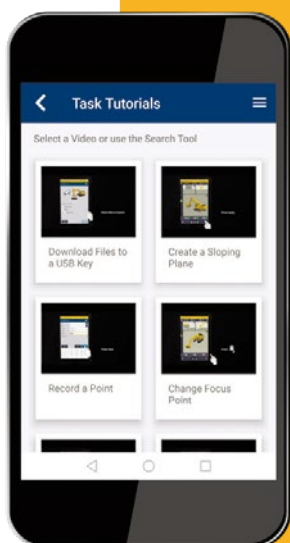 Task Tutorials
Select a Video or use the Search Tool
Download Files to
a USB Key
Create a Sloping
Plane
Record a Point
Change Focus
Point